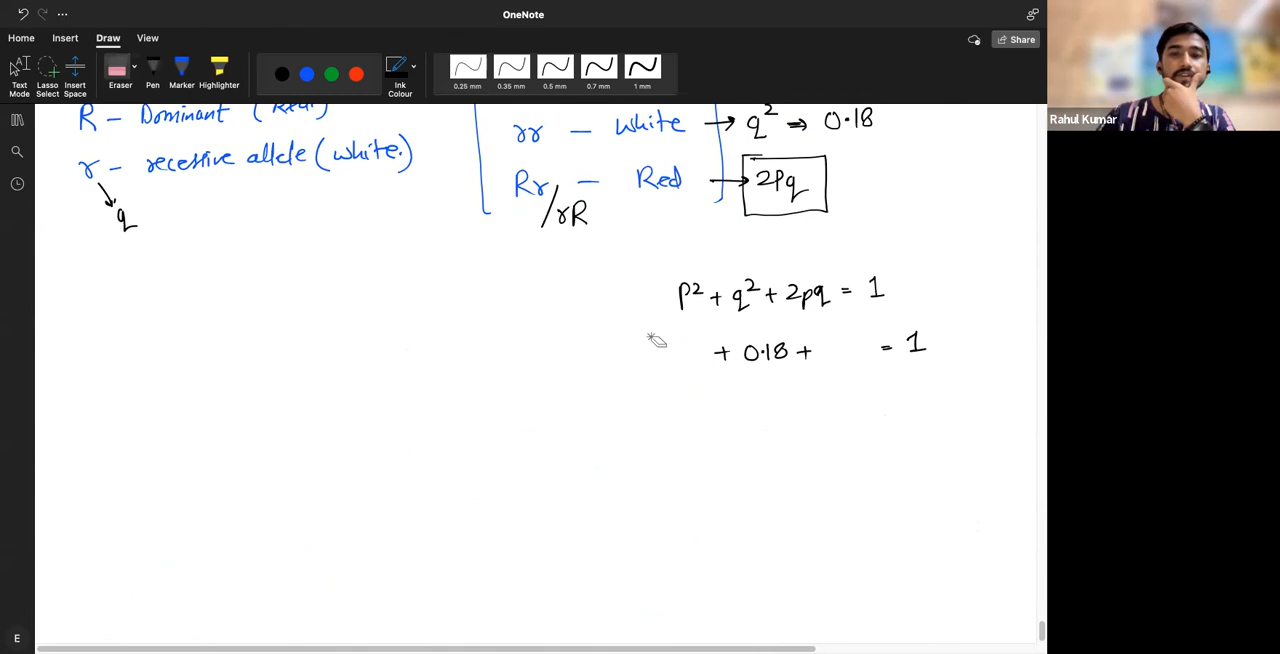 OneNote
Home Insert Draw View
Share
Text Mode
Lasso Select
Insert Space
Eraser
Pen
Marker
Highlighter
Ink Colour
0.25 mm
0.35 mm
0.5 mm
0.7 mm
1 mm
Rahul Kumar
R - Dominant (Red)
r - recessive allele (white.)
q
rr - White → q² ⇒ 0.18
Rr/rR - Red → 2Pq
p² + q² + 2pq = 1
+ 0.18 + = 1
E